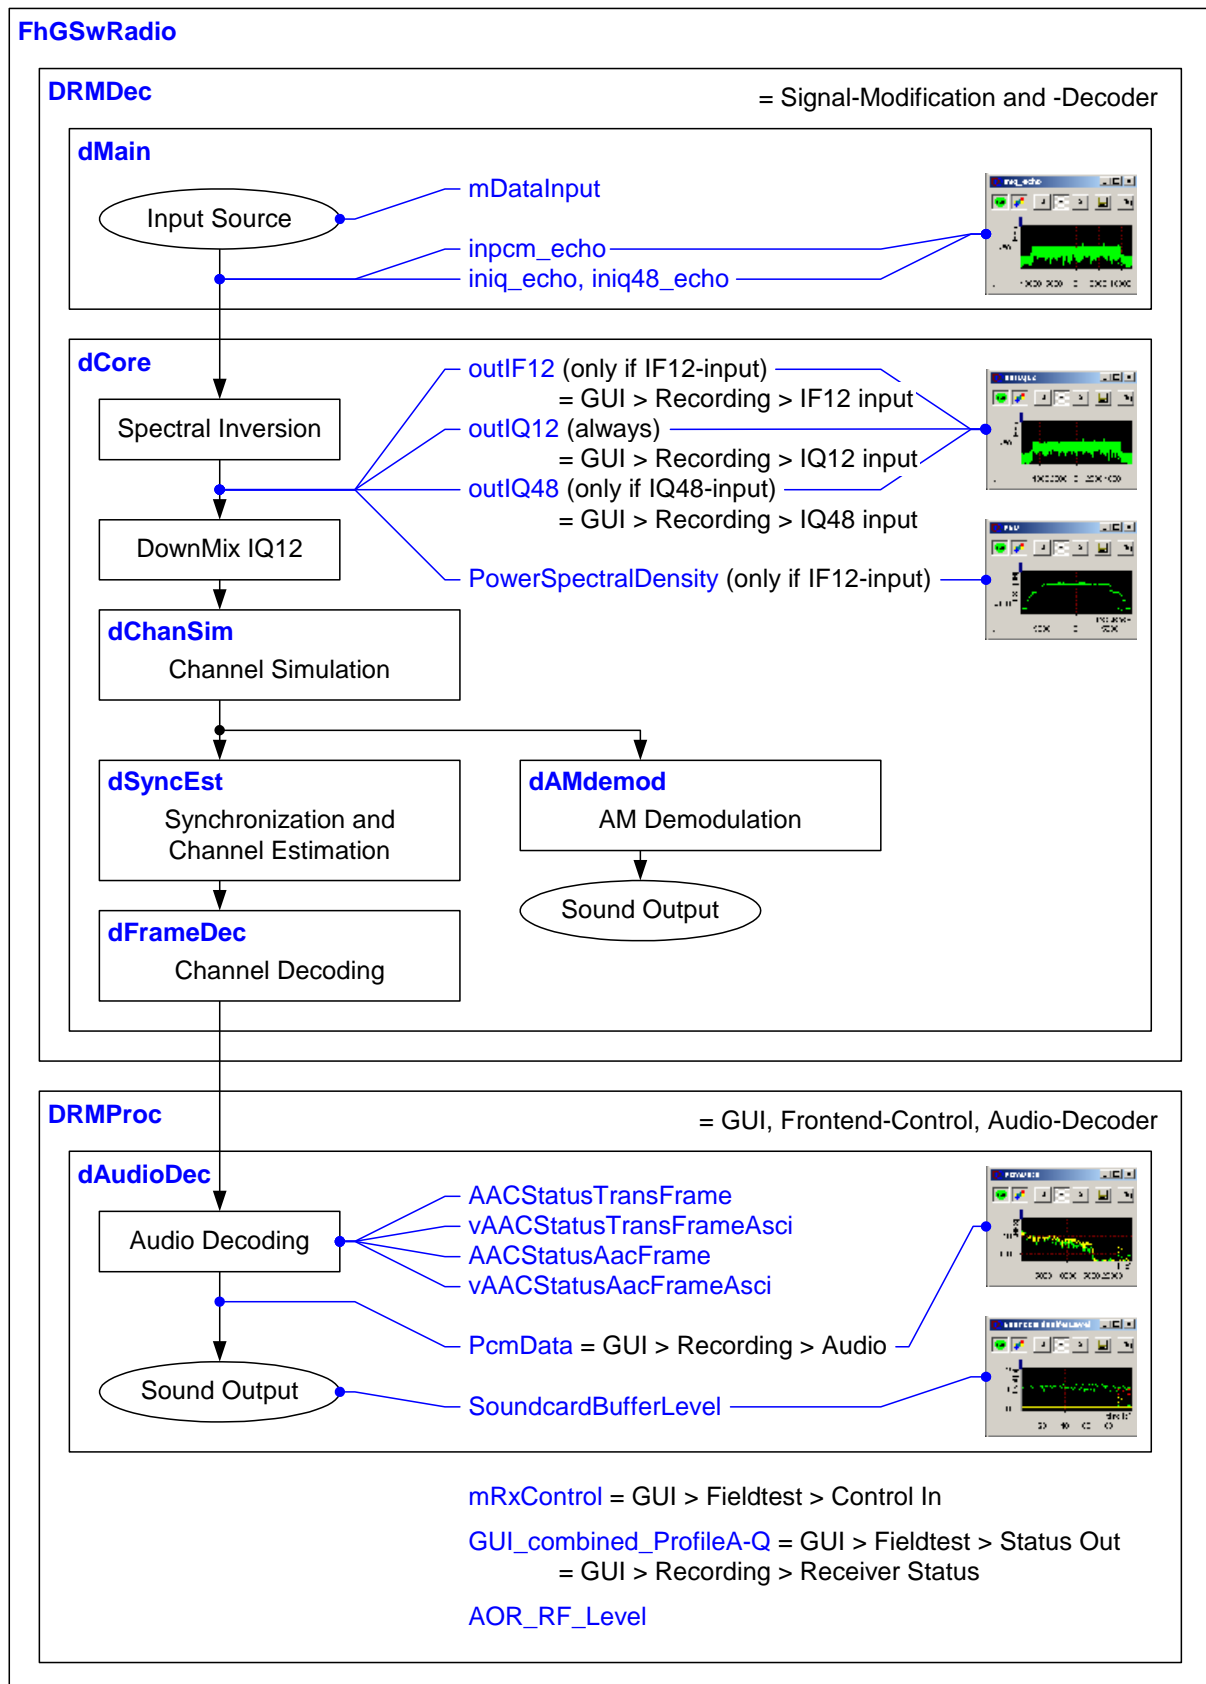 FhGSwRadio
DRMDec
= Signal-Modification and -Decoder
dMain
Input Source
mDataInput
inpcm_echo
iniq_echo, iniq48_echo
iniq_echo
dCore
Spectral Inversion
outIF12 (only if IF12-input)
= GUI > Recording > IF12 input
outIQ12 (always)
= GUI > Recording > IQ12 input
outIQ48 (only if IQ48-input)
= GUI > Recording > IQ48 input
DownMix IQ12
PowerSpectralDensity (only if IF12-input)
dChanSim
Channel Simulation
dSyncEst
Synchronization and
Channel Estimation
dAMdemod
AM Demodulation
Sound Output
dFrameDec
Channel Decoding
DRMProc
= GUI, Frontend-Control, Audio-Decoder
dAudioDec
Audio Decoding
AACStatusTransFrame
vAACStatusTransFrameAsci
AACStatusAacFrame
vAACStatusAacFrameAsci
PcmData = GUI > Recording > Audio
Sound Output
SoundcardBufferLevel
mRxControl = GUI > Fieldtest > Control In
GUI_combined_ProfileA-Q = GUI > Fieldtest > Status Out
= GUI > Recording > Receiver Status
AOR_RF_Level